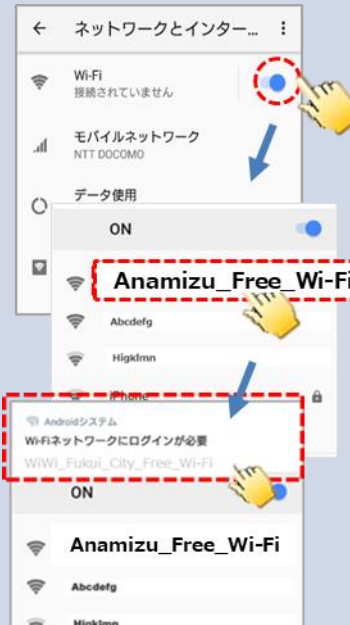 ネットワークとインター...
Wi-Fi
接続されていません
モバイルネットワーク
NTT DOCOMO
データ使用
ON
Anamizu_Free_Wi-Fi
Abcdefg
Higklmn
iPhone
Androidシステム
Wi-Fiネットワークにログインが必要
WiWi_Fukui_City_Free_Wi-Fi
ON
Anamizu_Free_Wi-Fi
Abcdefg
Higklmn